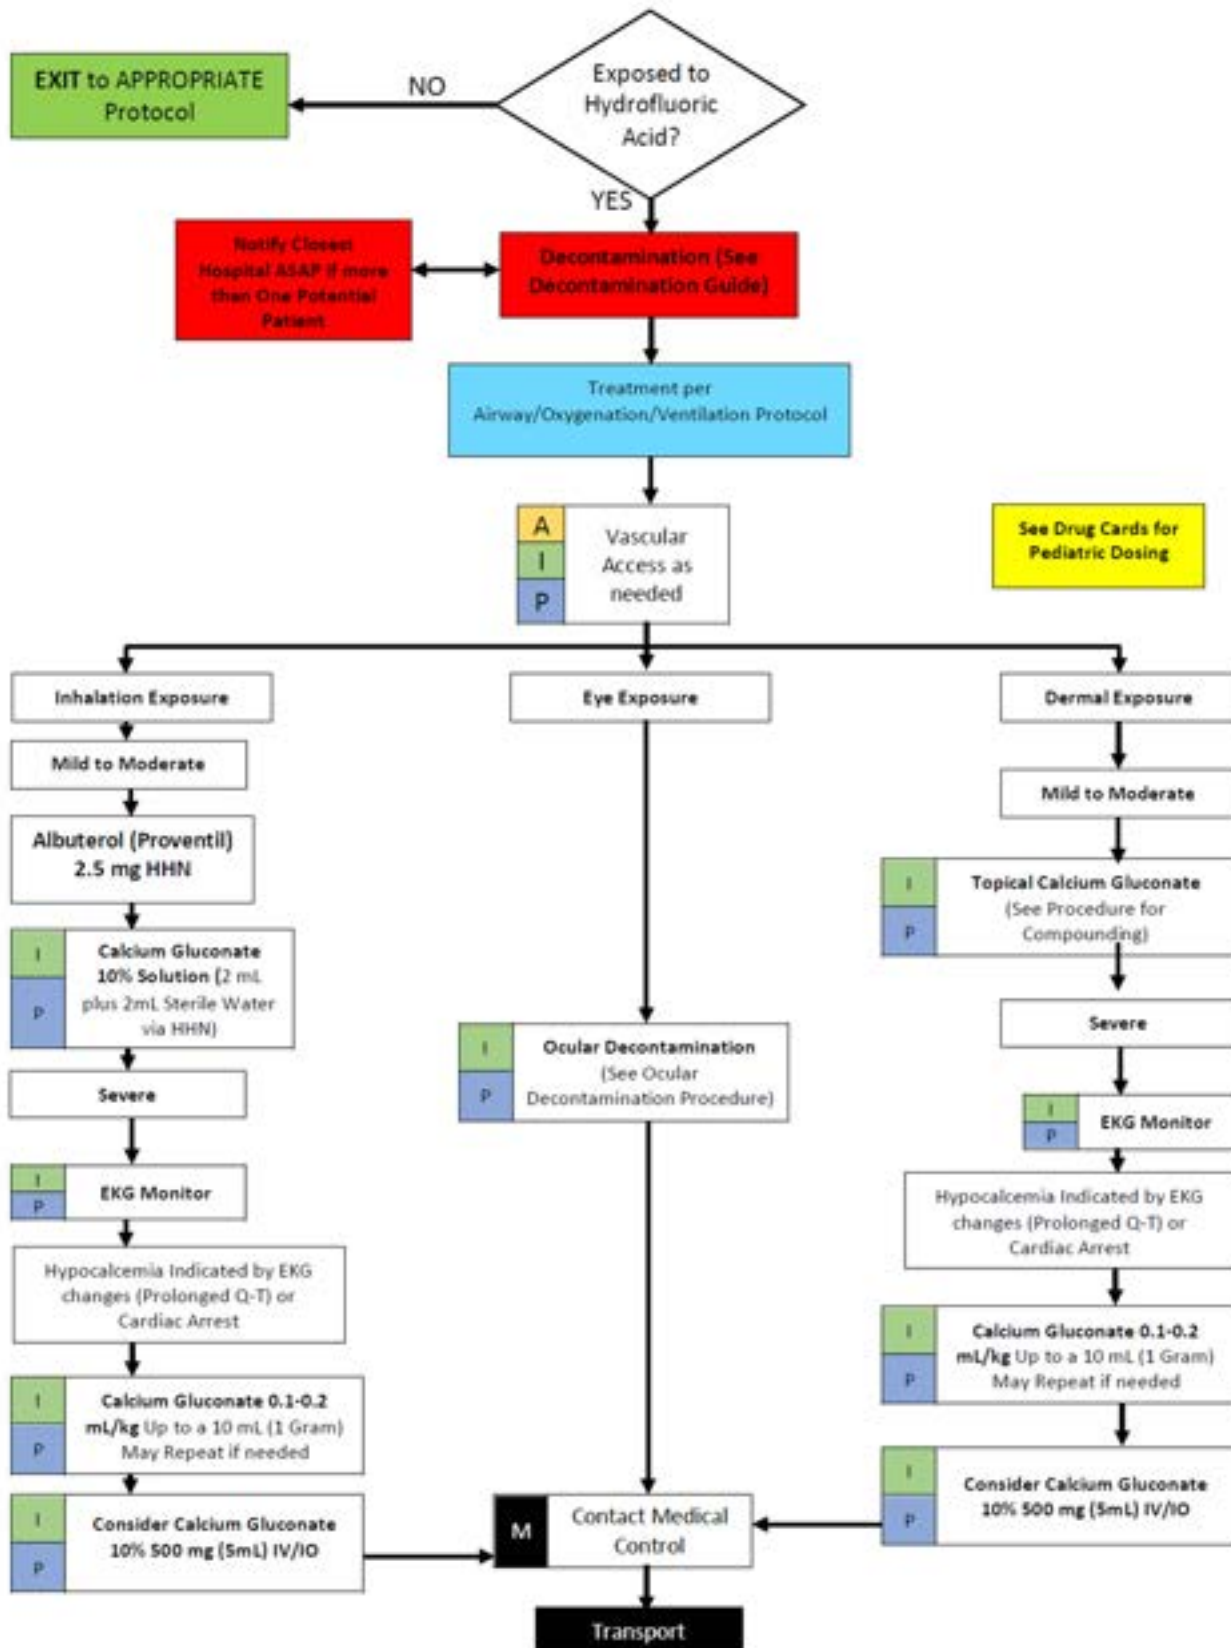 EXIT to APPROPRIATE
Protocol
NO
Exposed to
Hydrofluoric
Acid?
YES
Notify Closest
Hospital ASAP if more
than One Potential
Patient
Decontamination (See
Decontamination Guide)
Treatment per
Airway/Oxygenation/Ventilation Protocol
A
I
P
Vascular
Access as
needed
See Drug Cards for
Pediatric Dosing
Inhalation Exposure
Mild to Moderate
Albuterol (Proventil)
2.5 mg HHN
I
P
Calcium Gluconate
10% Solution (2 mL
plus 2mL Sterile Water
via HHN)
Severe
I
P
EKG Monitor
Hypocalcemia Indicated by EKG
changes (Prolonged Q-T) or
Cardiac Arrest
I
P
Calcium Gluconate 0.1-0.2
mL/kg Up to a 10 mL (1 Gram)
May Repeat if needed
I
P
Consider Calcium Gluconate
10% 500 mg (5mL) IV/IO
Eye Exposure
I
P
Ocular Decontamination
(See Ocular
Decontamination Procedure)
Dermal Exposure
Mild to Moderate
I
P
Topical Calcium Gluconate
(See Procedure for
Compounding)
Severe
I
P
EKG Monitor
Hypocalcemia Indicated by EKG
changes (Prolonged Q-T) or
Cardiac Arrest
I
P
Calcium Gluconate 0.1-0.2
mL/kg Up to a 10 mL (1 Gram)
May Repeat if needed
I
P
Consider Calcium Gluconate
10% 500 mg (5mL) IV/IO
M
Contact Medical
Control
Transport